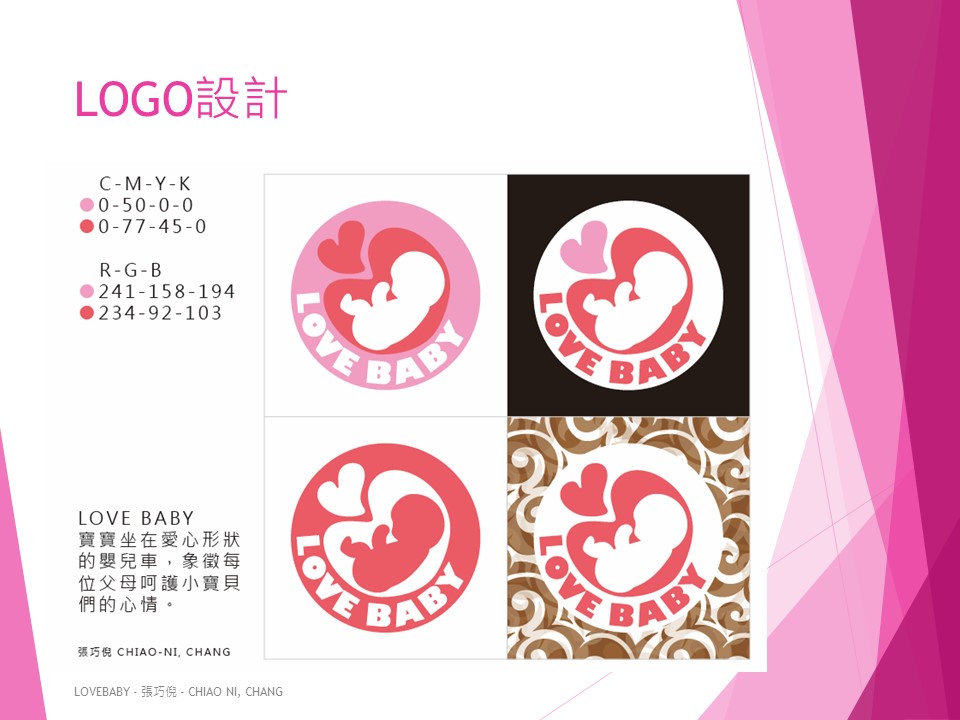 LOGO設計
C-M-Y-K
0-50-0-0
0-77-45-0
R-G-B
241-158-194
234-92-103
LOVE BABY
LOVE BABY
LOVE BABY
LOVE BABY
LOVE BABY
寶寶坐在愛心形狀
的嬰兒車，象徵每
位父母呵護小寶貝
們的心情。
張巧倪 CHIAO-NI, CHANG
LOVEBABY - 張巧倪 - CHIAO NI, CHANG